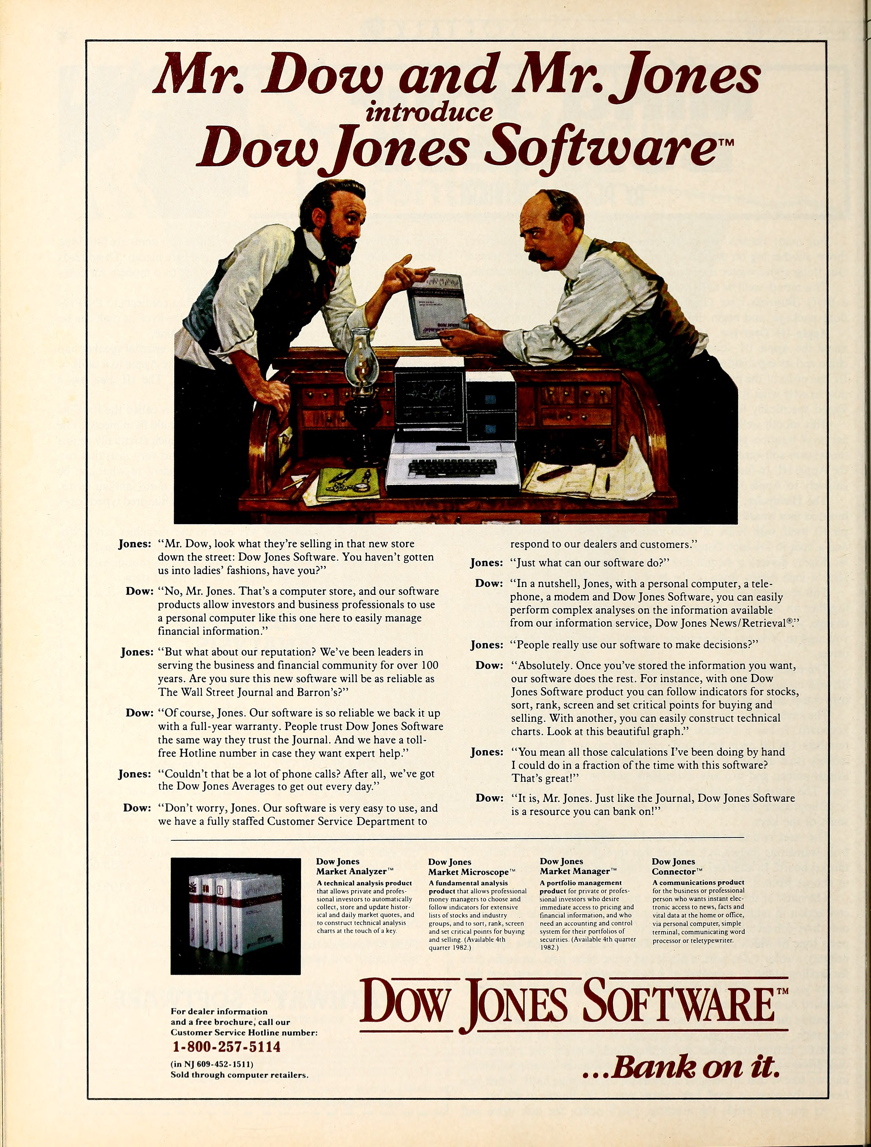 Mr. Dow and Mr. Jones
introduce
Dow Jones Software™
Jones: “Mr. Dow, look what they’re selling in that new store
down the street: Dow Jones Software. You haven’t gotten
us into ladies’ fashions, have you?”
Dow: “No, Mr. Jones. That’s a computer store, and our software
products allow investors and business professionals to use
a personal computer like this one here to easily manage
financial information.”
Jones: “But what about our reputation? We’ve been leaders in
serving the business and financial community for over 100
years. Are you sure this new software will be as reliable as
The Wall Street Journal and Barron’s?”
Dow: “Of course, Jones. Our software is so reliable we back it up
with a full-year warranty. People trust Dow Jones Software
the same way they trust the Journal. And we have a toll-
free Hotline number in case they want expert help.”
Jones: “Couldn’t that be a lot of phone calls? After all, we’ve got
the Dow Jones Averages to get out every day.”
Dow: “Don’t worry, Jones. Our software is very easy to use, and
we have a fully staffed Customer Service Department to
respond to our dealers and customers.”
Jones: “Just what can our software do?”
Dow: “In a nutshell, Jones, with a personal computer, a tele-
phone, a modem and Dow Jones Software, you can easily
perform complex analyses on the information available
from our information service, Dow Jones News/Retrieval®.”
Jones: “People really use our software to make decisions?”
Dow: “Absolutely. Once you’ve stored the information you want,
our software does the rest. For instance, with one Dow
Jones Software product you can follow indicators for stocks,
sort, rank, screen and set critical points for buying and
selling. With another, you can easily construct technical
charts. Look at this beautiful graph.”
Jones: “You mean all those calculations I’ve been doing by hand
I could do in a fraction of the time with this software?
That’s great!”
Dow: “It is, Mr. Jones. Just like the Journal, Dow Jones Software
is a resource you can bank on!”
Dow Jones
Market Analyzer™
A technical analysis product
that allows private and profes-
sional investors to automatically
collect, store and update histor-
ical and daily market quotes, and
to construct technical analysis
charts at the touch of a key.
Dow Jones
Market Microscope™
A fundamental analysis
product that allows professional
money managers to choose and
follow indicators for extensive
lists of stocks and industry
groups, and to sort, rank, screen
and set critical points for buying
and selling. (Available 4th
quarter 1982.)
Dow Jones
Market Manager™
A portfolio management
product for private or profes-
sional investors who desire
immediate access to pricing and
financial information, and who
need an accounting and control
system for their portfolios of
securities. (Available 4th quarter
1982.)
Dow Jones
Connector™
A communications product
for the business or professional
person who wants instant elec-
tronic access to news, facts and
vital data at the home or office,
via personal computer, simple
terminal, communicating word
processor or teletypewriter.
For dealer information
and a free brochure, call our
Customer Service Hotline number:
1-800-257-5114
(in NJ 609-452-1511)
Sold through computer retailers.
DOW JONES SOFTWARE™
...Bank on it.